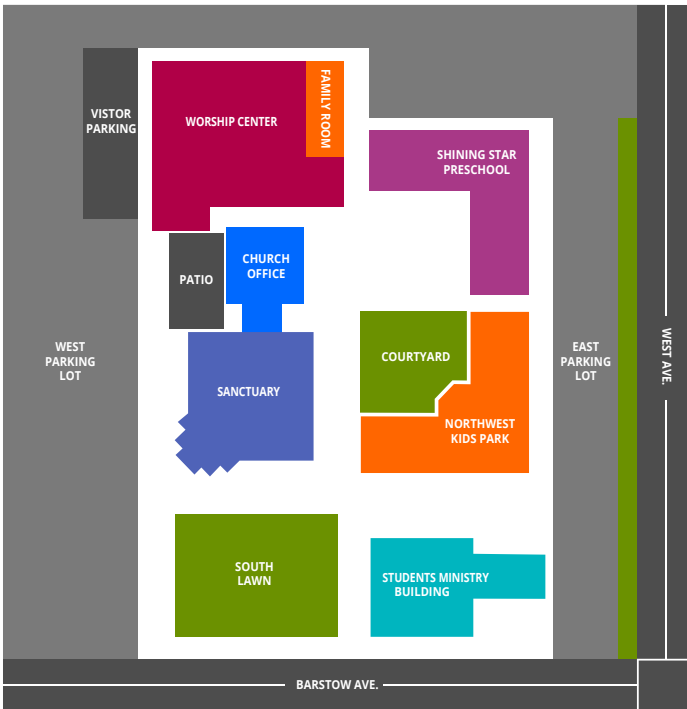 FAMILY ROOM
VISTOR
PARKING
WORSHIP CENTER
SHINING STAR
PRESCHOOL
CHURCH
OFFICE
PATIO
WEST
PARKING
LOT
COURTYARD
EAST
PARKING
LOT
WEST AVE.
SANCTUARY
NORTHWEST
KIDS PARK
SOUTH
LAWN
STUDENTS MINISTRY
BUILDING
BARSTOW AVE.